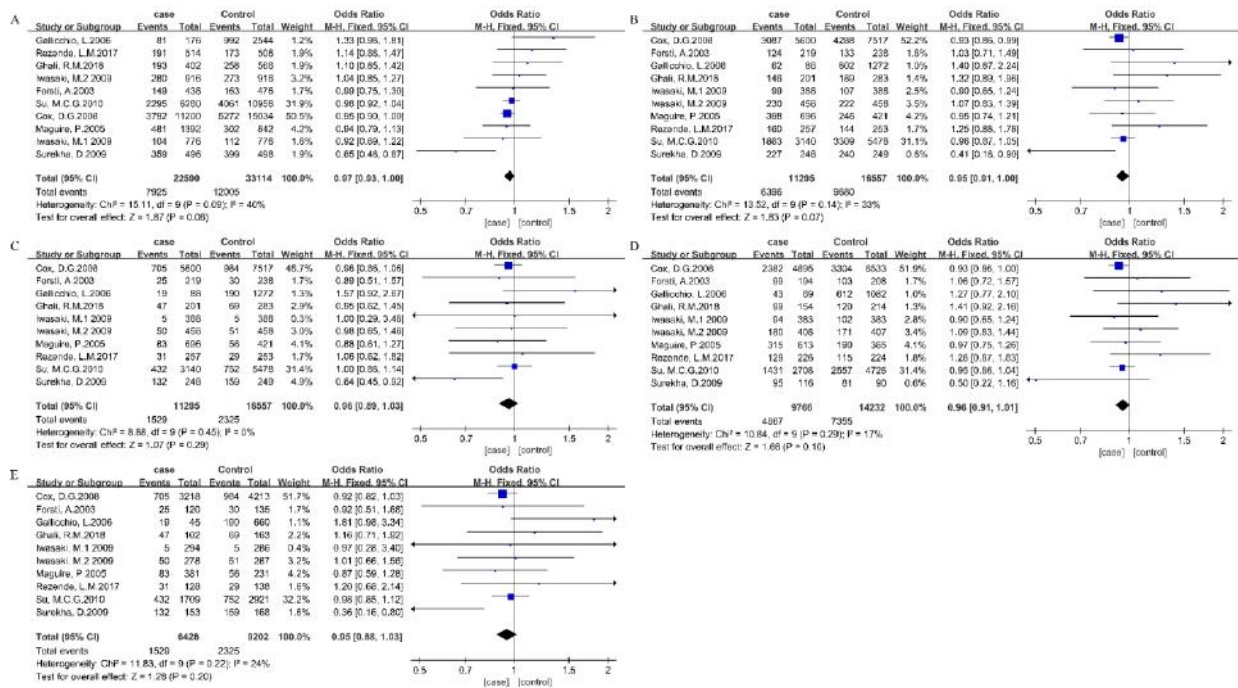 A
case Control Odds Ratio Odds Ratio
Study or Subgroup Events Total Events Total Weight M-H, Fixed, 95% CI M-H, Fixed, 95% CI
Gallicchio, L.2006 81 176 992 2544 1.2% 1.33 [0.98, 1.81]
Rezende, L.M.2017 191 514 173 506 1.9% 1.14 [0.88, 1.47]
Ghali, R.M.2018 193 402 258 566 1.8% 1.10 [0.85, 1.42]
Iwasaki, M.2 2009 280 916 273 916 1.04 [0.85, 1.27]
Forsti, A.2003 149 438 163 476 0.99 [0.75, 1.30]
Su, M.C.G.2010 2295 6280 4061 10956 31.9% 0.98 [0.92, 1.04]
Cox, D.G.2008 3792 11200 5272 15034 50.5% 0.95 [0.90, 1.00]
Maguire, P.2005 481 1392 302 842 4.0% 0.94 [0.79, 1.13]
Iwasaki, M.1 2009 104 776 112 776 0.92 [0.69, 1.22]
Surekha, D.2009 359 496 399 498 0.65 [0.48, 0.87]
Total (95% CI) 22590 33114 100.0% 0.97 [0.93, 1.00]
Total events 7925 12005
Heterogeneity: Chi² = 15.11, df = 9 (P = 0.09); I² = 40%
Test for overall effect: Z = 1.87 (P = 0.06)
0.5 0.7 1 1.5 2
[case] [control]
B
case Control Odds Ratio Odds Ratio
Study or Subgroup Events Total Events Total Weight M-H, Fixed, 95% CI M-H, Fixed, 95% CI
Cox, D.G.2008 3087 5600 4288 7517 52.2% 0.93 [0.86, 0.99]
Forsti, A.2003 124 219 133 238 1.4% 1.03 [0.71, 1.49]
Gallicchio, L.2006 62 88 802 1272 0.8% 1.40 [0.87, 2.24]
Ghali, R.M.2018 146 201 189 283 1.3% 1.32 [0.89, 1.96]
Iwasaki, M.1 2009 99 388 107 388 0.90 [0.65, 1.24]
Iwasaki, M.2 2009 230 458 222 458 1.07 [0.83, 1.39]
Maguire, P.2005 398 696 246 421 0.95 [0.74, 1.21]
Rezende, L.M.2017 160 257 144 253 1.25 [0.88, 1.78]
Su, M.C.G.2010 1863 3140 3309 5478 31.1% 0.96 [0.87, 1.05]
Surekha, D.2009 227 248 240 249 0.6% 0.41 [0.18, 0.90]
Total (95% CI) 11295 16557 100.0% 0.95 [0.91, 1.00]
Total events 6396 9680
Heterogeneity: Chi² = 13.52, df = 9 (P = 0.14); I² = 33%
Test for overall effect: Z = 1.83 (P = 0.07)
0.5 0.7 1 1.5 2
[case] [control]
C
case Control Odds Ratio Odds Ratio
Study or Subgroup Events Total Events Total Weight M-H, Fixed, 95% CI M-H, Fixed, 95% CI
Cox, D.G.2008 705 5600 984 7517 0.96 [0.86, 1.06]
Forsti, A.2003 25 219 30 238 1.6% 0.89 [0.51, 1.57]
Gallicchio, L.2006 19 88 190 1272 1.2% 1.57 [0.92, 2.67]
Ghali, R.M.2018 47 201 69 283 2.7% 0.95 [0.62, 1.45]
Iwasaki, M.1 2009 5 388 5 388 0.3% 1.00 [0.29, 3.48]
Iwasaki, M.2 2009 50 458 51 458 2.7% 0.98 [0.65, 1.48]
Maguire, P.2005 83 696 56 421 3.7% 0.88 [0.61, 1.27]
Rezende, L.M.2017 31 257 29 253 1.5% 1.06 [0.62, 1.82]
Su, M.C.G.2010 432 3140 752 5478 31.4% 1.00 [0.88, 1.14]
Surekha, D.2009 132 248 159 249 4.4% 0.64 [0.45, 0.92]
Total (95% CI) 11295 16557 100.0% 0.96 [0.89, 1.03]
Total events 1529 2325
Heterogeneity: Chi² = 8.88, df = 9 (P = 0.45); I² = 0%
Test for overall effect: Z = 1.07 (P = 0.29)
0.5 0.7 1 1.5 2
[case] [control]
D
case Control Odds Ratio Odds Ratio
Study or Subgroup Events Total Events Total Weight M-H, Fixed, 95% CI M-H, Fixed, 95% CI
Cox, D.G.2008 2382 4895 3304 6533 51.9% 0.93 [0.86, 1.00]
Forsti, A.2003 99 194 103 208 1.06 [0.72, 1.57]
Gallicchio, L.2006 43 69 612 1082 1.27 [0.77, 2.10]
Ghali, R.M.2018 99 154 120 214 1.41 [0.92, 2.16]
Iwasaki, M.1 2009 94 383 102 383 0.90 [0.65, 1.24]
Iwasaki, M.2 2009 180 408 171 407 1.09 [0.83, 1.44]
Maguire, P.2005 315 613 190 365 0.97 [0.75, 1.26]
Rezende, L.M.2017 129 226 115 224 1.26 [0.87, 1.83]
Su, M.C.G.2010 1431 2708 2557 4726 31.4% 0.95 [0.86, 1.04]
Surekha, D.2009 95 116 81 90 0.6% 0.50 [0.22, 1.16]
Total (95% CI) 9766 14232 100.0% 0.96 [0.91, 1.01]
Total events 4867 7355
Heterogeneity: Chi² = 10.84, df = 9 (P = 0.29); I² = 17%
Test for overall effect: Z = 1.66 (P = 0.10)
0.5 0.7 1 1.5 2
[case] [control]
E
case Control Odds Ratio Odds Ratio
Study or Subgroup Events Total Events Total Weight M-H, Fixed, 95% CI M-H, Fixed, 95% CI
Cox, D.G.2008 705 3218 984 4213 51.7% 0.92 [0.82, 1.03]
Forsti, A.2003 25 120 30 135 1.6% 0.92 [0.51, 1.68]
Gallicchio, L.2006 19 45 190 660 1.1% 1.81 [0.98, 3.34]
Ghali, R.M.2018 47 102 69 163 2.2% 1.16 [0.71, 1.92]
Iwasaki, M.1 2009 5 294 5 286 0.4% 0.97 [0.28, 3.40]
Iwasaki, M.2 2009 50 278 51 287 1.01 [0.66, 1.56]
Maguire, P.2005 83 381 56 231 0.87 [0.59, 1.28]
Rezende, L.M.2017 31 128 29 138 1.6% 1.20 [0.68, 2.14]
Su, M.C.G.2010 432 1709 752 2921 32.2% 0.98 [0.85, 1.12]
Surekha, D.2009 132 153 159 168 1.6% 0.36 [0.16, 0.80]
Total (95% CI) 6428 9202 100.0% 0.95 [0.88, 1.03]
Total events 1529 2325
Heterogeneity: Chi² = 11.83, df = 9 (P = 0.22); I² = 24%
Test for overall effect: Z = 1.28 (P = 0.20)
0.5 0.7 1 1.5 2
[case] [control]